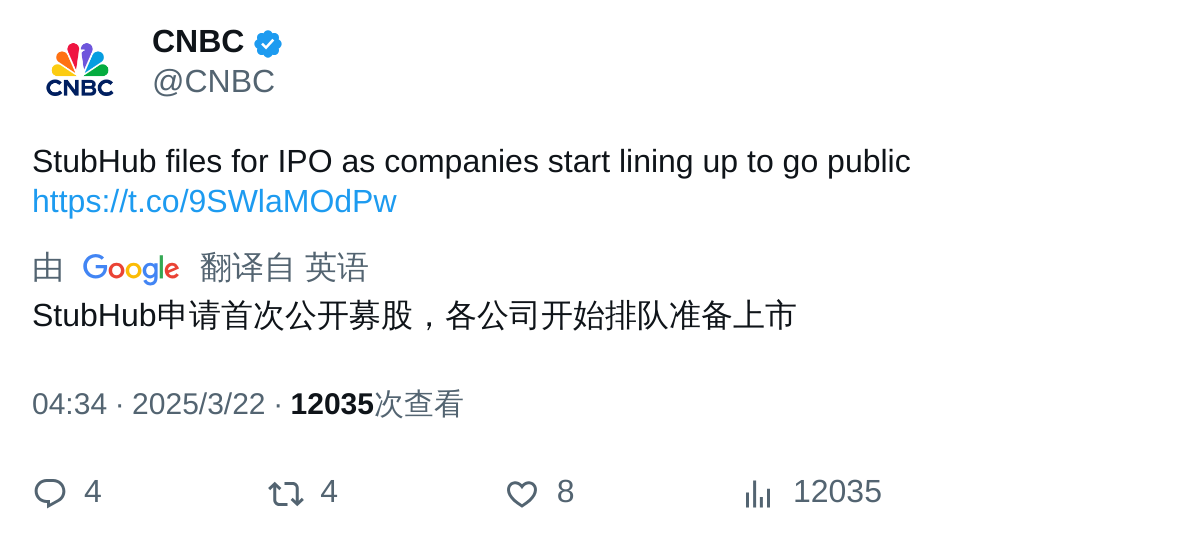 CNBC
CNBC
@CNBC
StubHub files for IPO as companies start lining up to go public
https://t.co/9SWlaMOdPw
由 Google 翻译自 英语
StubHub申请首次公开募股，各公司开始排队准备上市
04:34 · 2025/3/22 · 12035次查看
4 4 8 12035